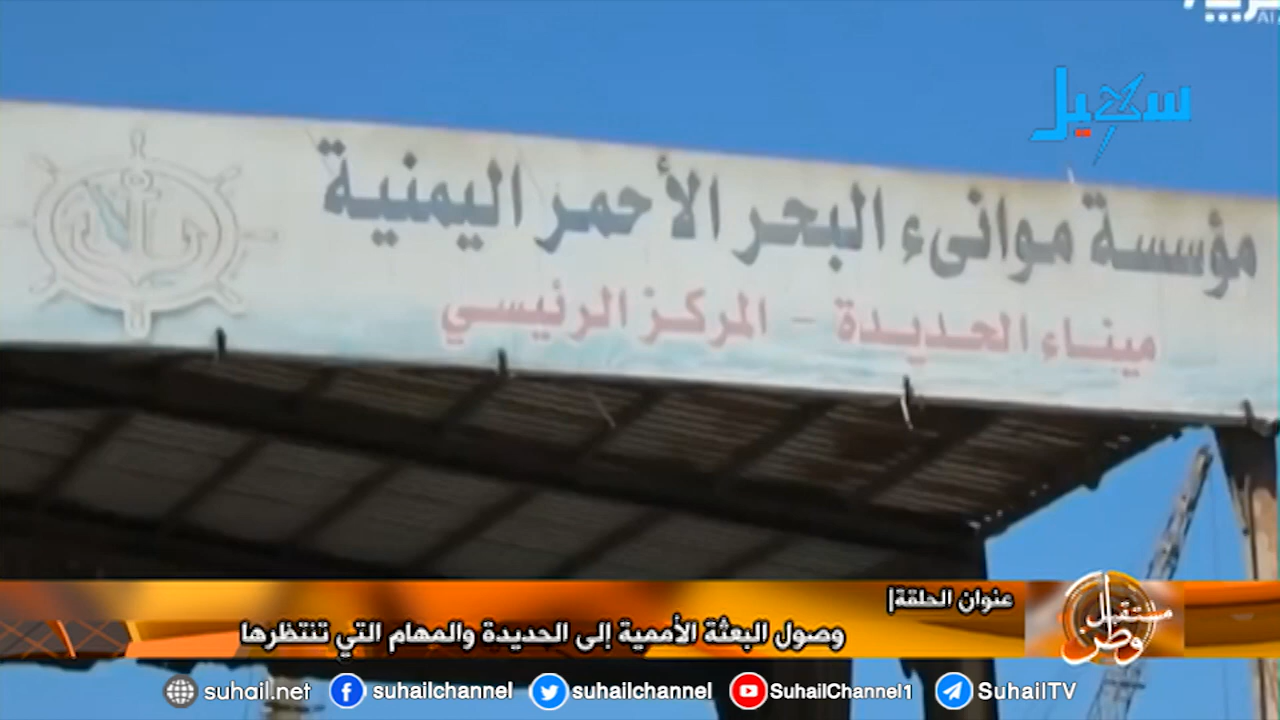 سهيل
مؤسسة موانىء البحر الأحمر اليمنية
ميناء الحديدة - المركز الرئيسي
عنوان الحلقة|
وصول البعثة الأممية إلى الحديدة والمهام التي تنتظرها
مستقبل
وطن
suhail.net suhailchannel suhailchannel SuhailChannel1 SuhailTV